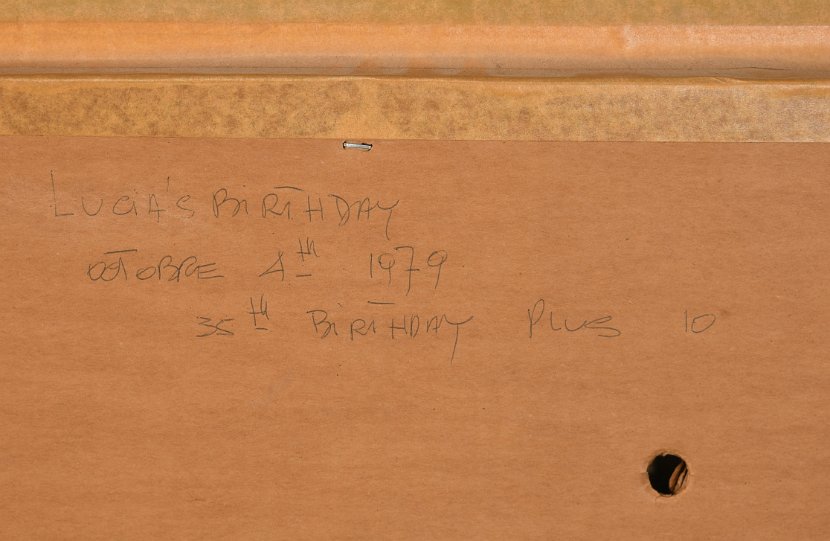 LUCiA'S BiRTHDAY
OCTOBRE 4th 1979
35th BiRTHDAY PLUS 10